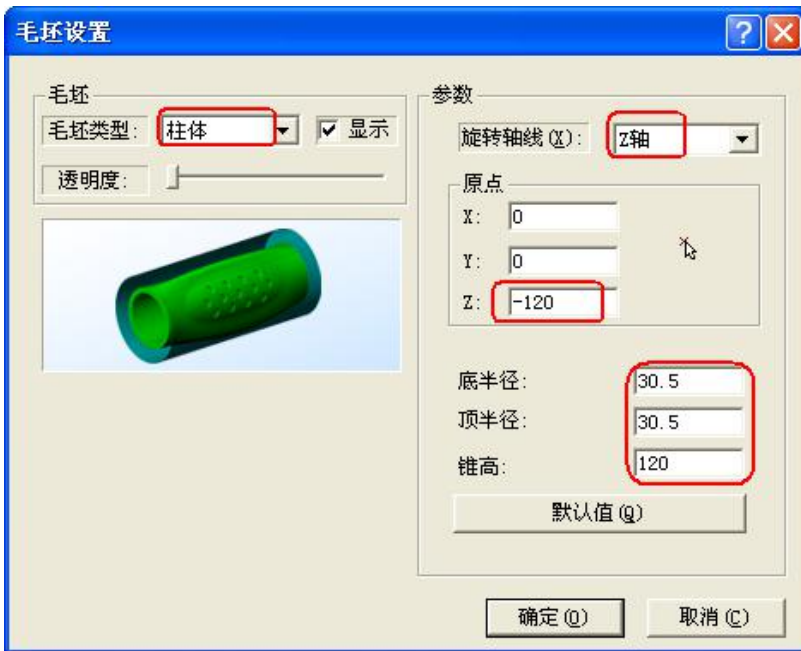 毛坯设置
毛坯
毛坯类型: 柱体 显示
透明度:
参数
旋转轴线(X): Z轴
原点
X: 0
Y: 0
Z: -120
底半径: 30.5
顶半径: 30.5
锥高: 120
默认值(Q)
确定(O) 取消(C)